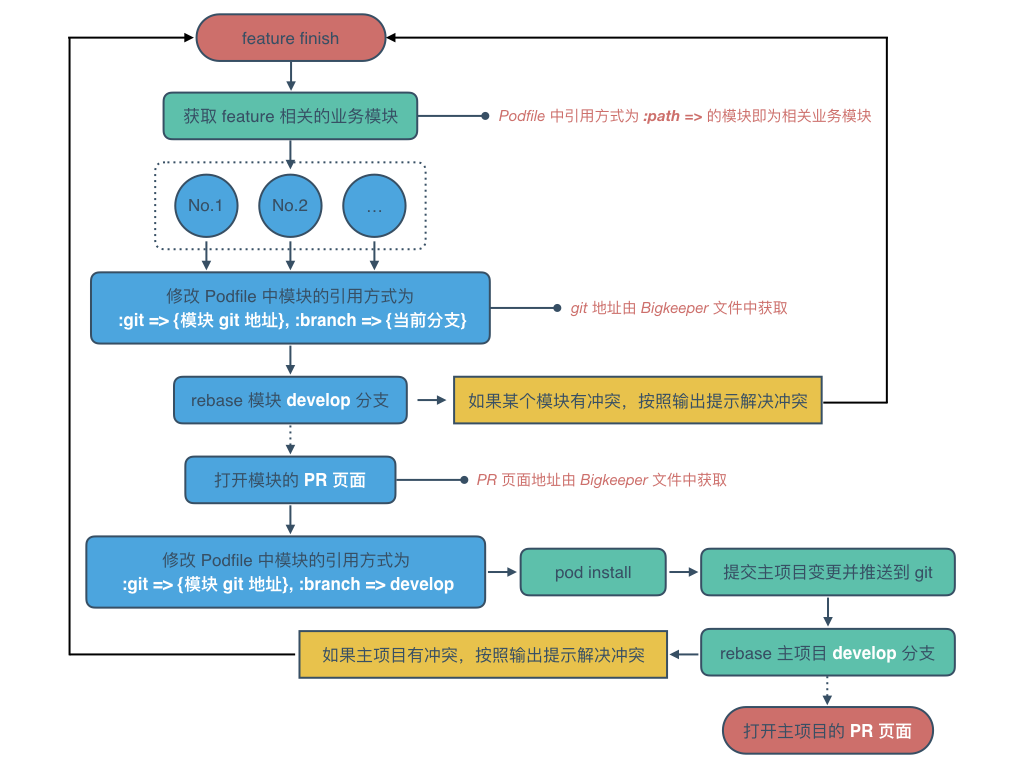 feature finish
获取 feature 相关的业务模块
Podfile 中引用方式为 :path => 的模块即为相关业务模块
No.1
No.2
...
修改 Podfile 中模块的引用方式为
:git => {模块 git 地址}, :branch => {当前分支}
git 地址由 Bigkeeper 文件中获取
rebase 模块 develop 分支
如果某个模块有冲突，按照输出提示解决冲突
打开模块的 PR 页面
PR 页面地址由 Bigkeeper 文件中获取
修改 Podfile 中模块的引用方式为
:git => {模块 git 地址}, :branch => develop
pod install
提交主项目变更并推送到 git
如果主项目有冲突，按照输出提示解决冲突
rebase 主项目 develop 分支
打开主项目的 PR 页面